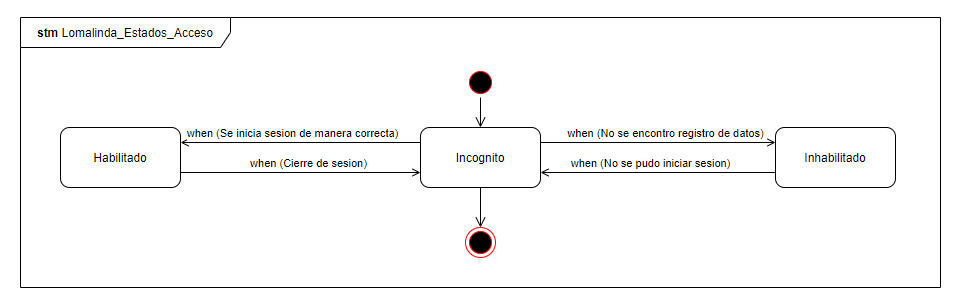 stm Lomalinda_Estados_Acceso
when (Se inicia sesion de manera correcta)
when (No se encontro registro de datos)
Habilitado
Incognito
Inhabilitado
when (Cierre de sesion)
when (No se pudo iniciar sesion)